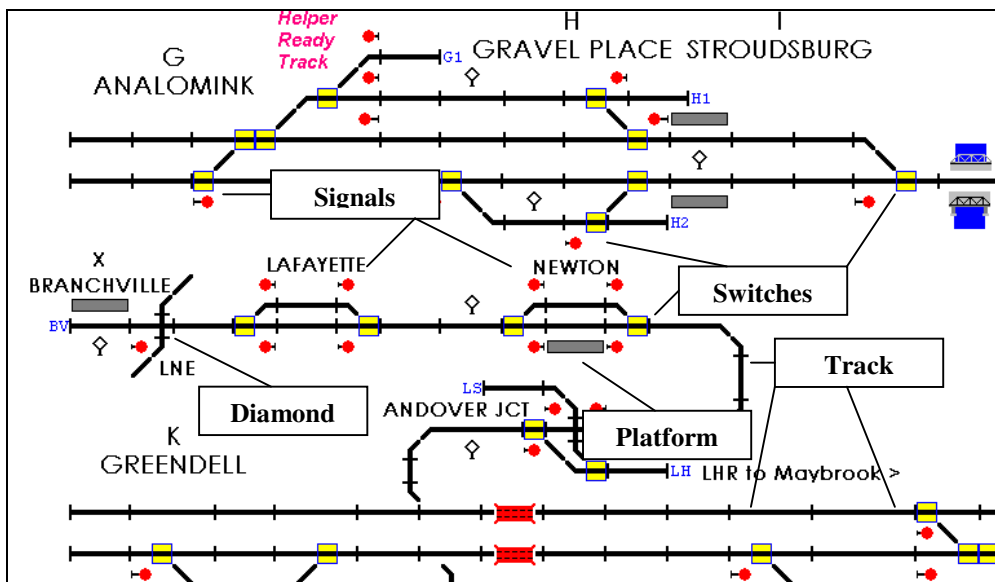 Helper
Ready
Track
G
ANALOMINK
G1
H
GRAVEL PLACE
I
STROUDSBURG
H1
Signals
H2
X
BRANCHVILLE
LAFAYETTE
NEWTON
Switches
BV
LNE
Diamond
LS
ANDOVER JCT
Track
Platform
K
GREENDELL
LH
LHR to Maybrook >